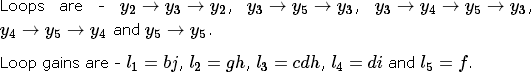 Loops are - y₂ → y₃ → y₂, y₃ → y₅ → y₃, y₃ → y₄ → y₅ → y₃,
y₄ → y₅ → y₄ and y₅ → y₅.
Loop gains are - l₁ = bj, l₂ = gh, l₃ = cdh, l₄ = di and l₅ = f.